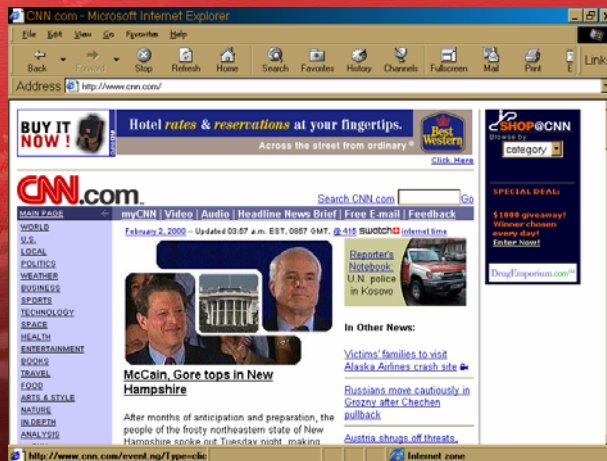 CNN.com - Microsoft Internet Explorer
File Edit View Go Favorites Help
Back Forward Stop Refresh Home Search Favorites History Channels Fullscreen Mail Print E Link
Address http://www.cnn.com/
BUY IT
NOW !
Hotel rates & reservations at your fingertips.
Across the street from ordinary
Best
Western
Click Here
SHOP@CNN
Browse by:
category
SPECIAL DEAL:
$1000 giveaway!
Winner chosen
every day!
Enter Now!
DrugEmporium.com
CNN.com
Search CNN.com Go
MAIN PAGE
myCNN | Video | Audio | Headline News Brief | Free E-mail | Feedback
WORLD
U.S.
LOCAL
POLITICS
WEATHER
BUSINESS
SPORTS
TECHNOLOGY
SPACE
HEALTH
ENTERTAINMENT
BOOKS
TRAVEL
FOOD
ARTS & STYLE
NATURE
IN-DEPTH
ANALYSIS
February 2, 2000 -- Updated 03:57 a.m. EST, 0857 GMT, @ 415 swatch internet time
McCain, Gore tops in New
Hampshire
After months of anticipation and preparation, the
people of the frosty northeastern state of New
Hampshire spoke out Tuesday night, making
Reporter's
Notebook:
U.N. police
in Kosovo
In Other News:
Victims' families to visit
Alaska Airlines crash site
Russians move cautiously in
Grozny after Chechen
pullback
Austria shrugs off threats,
http://www.cnn.com/event.ng/Type=clic
Internet zone